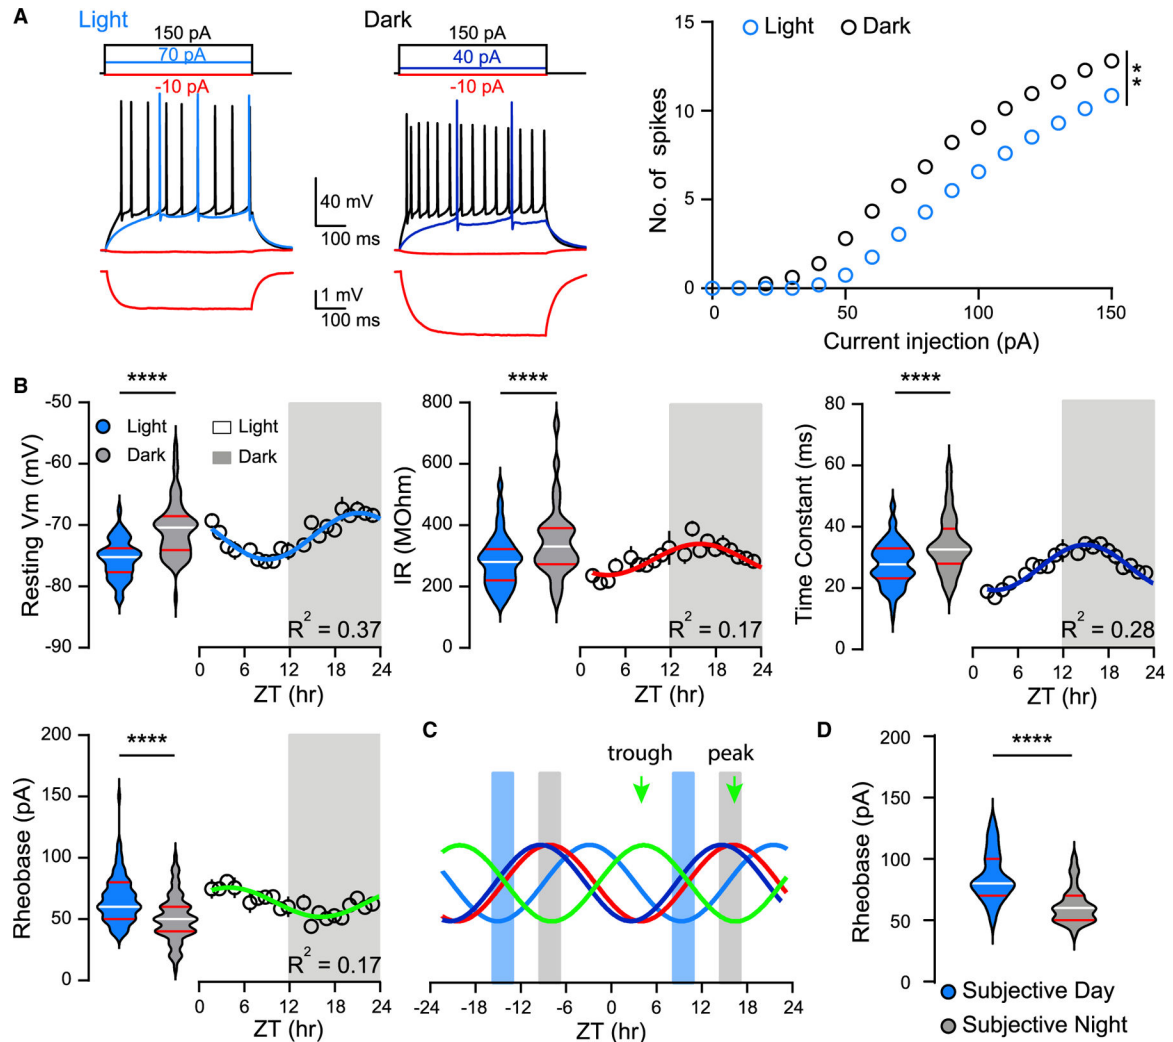 A
Light
150 pA
70 pA
-10 pA
40 mV
100 ms
1 mV
100 ms
Dark
150 pA
40 pA
-10 pA
Light
Dark
No. of spikes
15
10
5
0
0
50
100
150
Current injection (pA)
**
B
****
Resting Vm (mV)
-50
-60
-70
-80
-90
Light
Dark
Light
Dark
R² = 0.37
0
6
12
18
24
ZT (hr)
****
IR (MOhm)
800
600
400
200
0
R² = 0.17
0
6
12
18
24
ZT (hr)
****
Time Constant (ms)
80
60
40
20
0
R² = 0.28
0
6
12
18
24
ZT (hr)
****
Rheobase (pA)
200
150
100
50
0
R² = 0.17
0
6
12
18
24
ZT (hr)
C
trough
peak
-24
-18
-12
-6
0
6
12
18
24
ZT (hr)
D
****
Rheobase (pA)
200
150
100
50
0
Subjective Day
Subjective Night